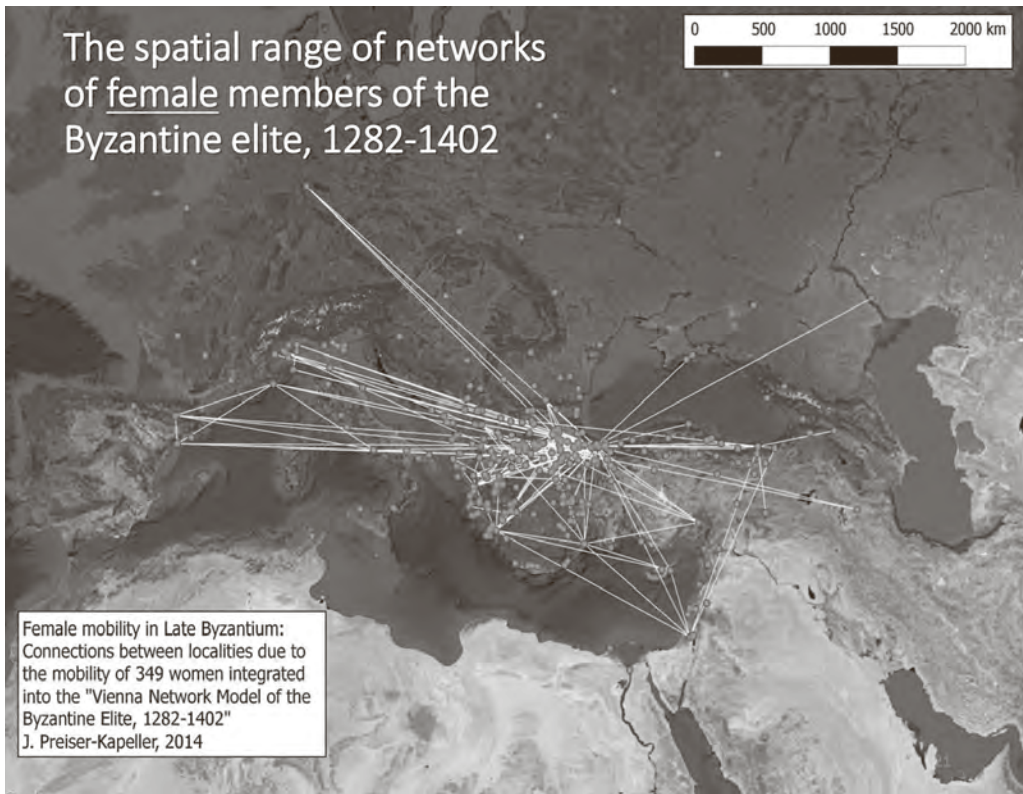 The spatial range of networks
of female members of the
Byzantine elite, 1282-1402
0 500 1000 1500 2000 km
Female mobility in Late Byzantium:
Connections between localities due to
the mobility of 349 women integrated
into the "Vienna Network Model of the
Byzantine Elite, 1282-1402"
J. Preiser-Kapeller, 2014
21